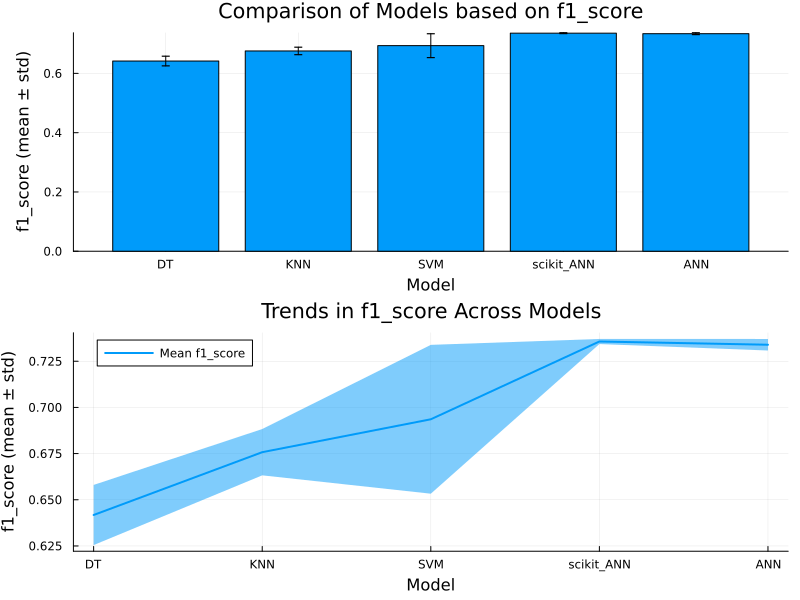 Comparison of Models based on f1_score
f1_score (mean ± std)
0.6
0.4
0.2
0.0
DT KNN SVM scikit_ANN ANN
Model
Trends in f1_score Across Models
f1_score (mean ± std)
Mean f1_score
0.725
0.700
0.675
0.650
0.625
DT KNN SVM scikit_ANN ANN
Model